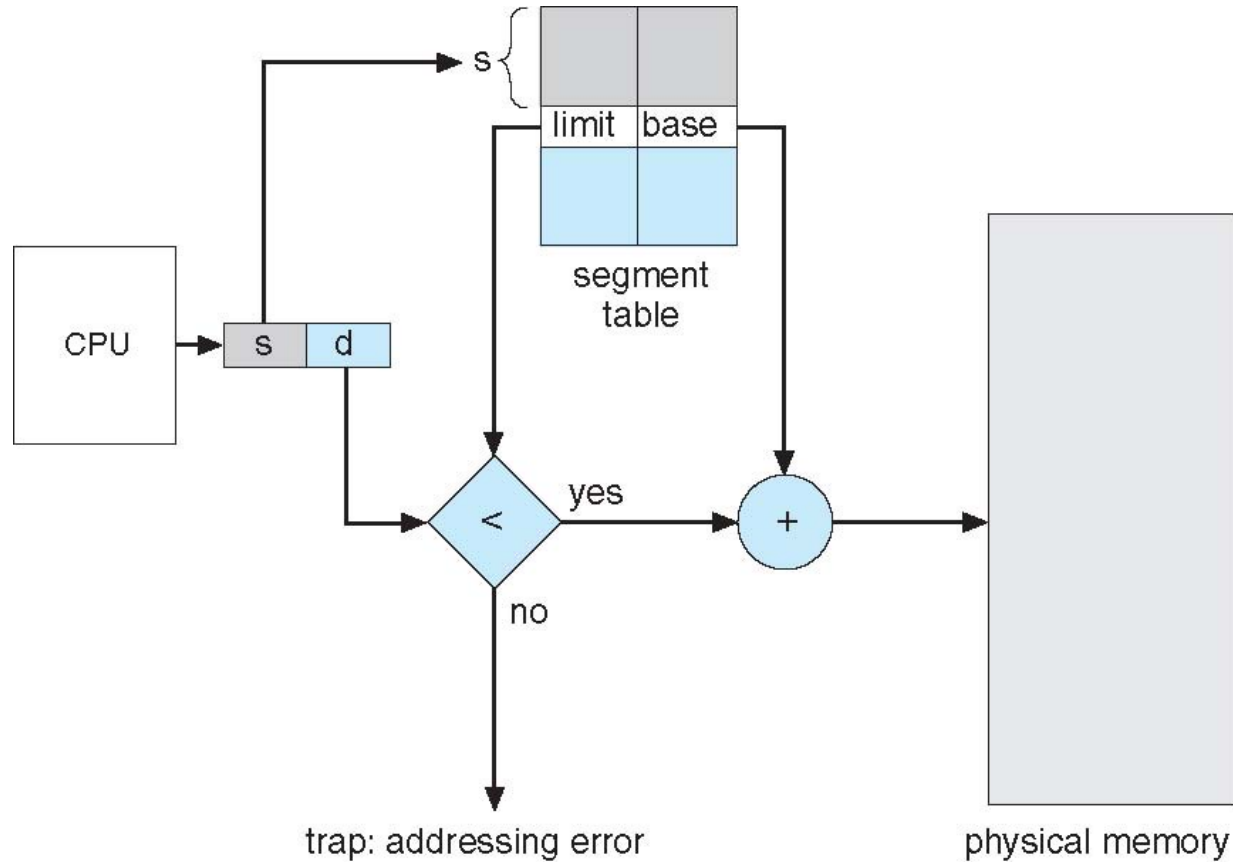 s
limit base
segment
table
CPU
s d
<
yes
+
no
trap: addressing error
physical memory